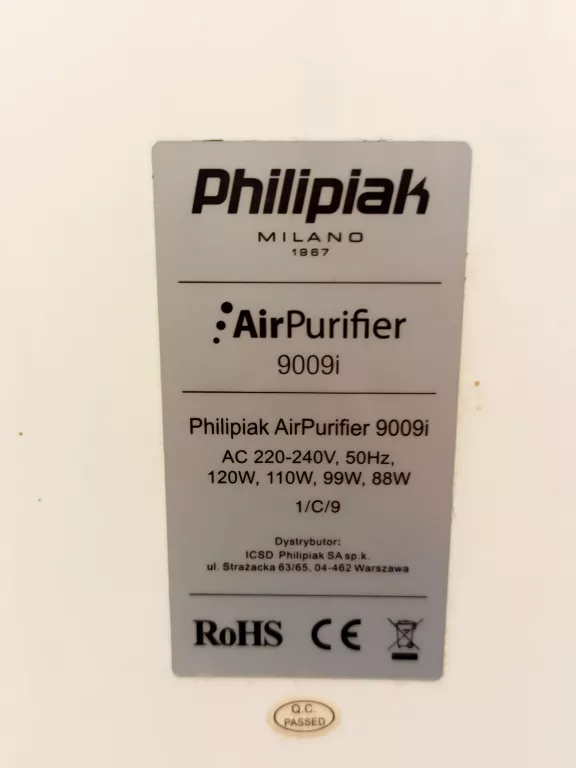 Philipiak
MILANO
1967
AirPurifier
9009i
Philipiak AirPurifier 9009i
AC 220-240V, 50Hz,
120W, 110W, 99W, 88W
1/C/9
Dystrybutor:
ICSD Philipiak SA sp.k.
ul. Strażacka 63/65, 04-462 Warszawa
RoHS CE
Q.C.
PASSED